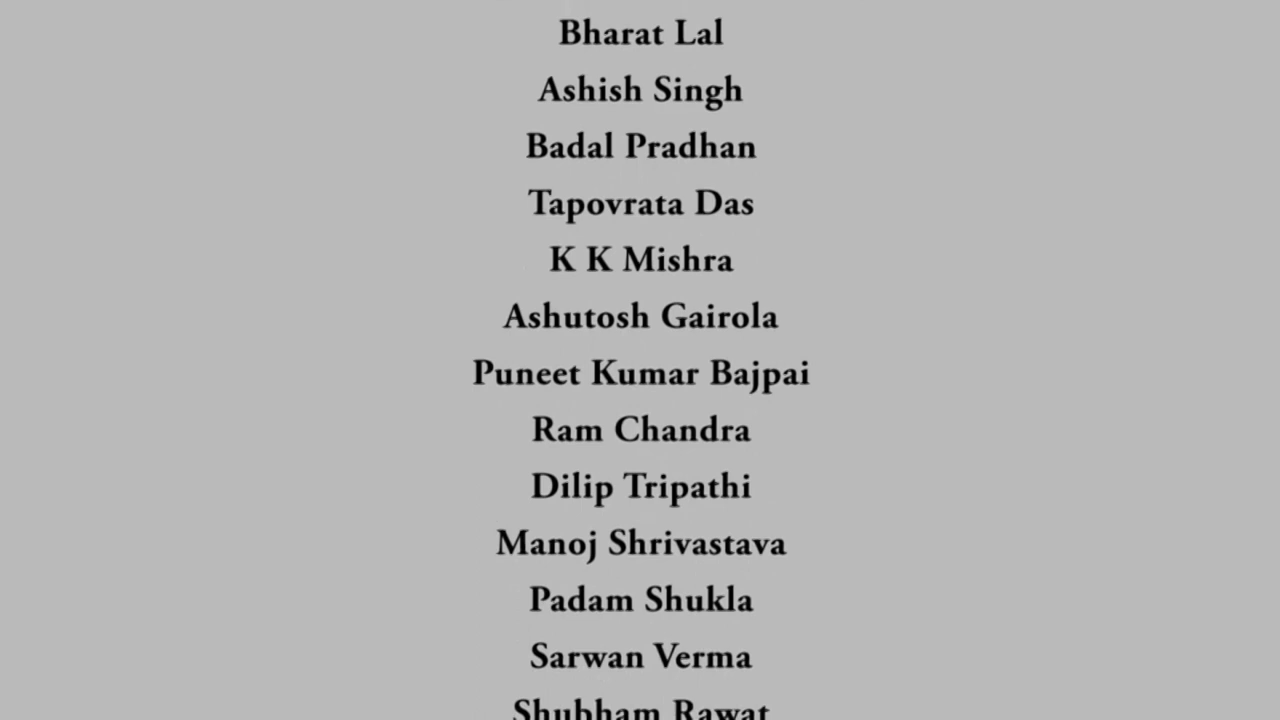 Bharat Lal
Ashish Singh
Badal Pradhan
Tapovrata Das
K K Mishra
Ashutosh Gairola
Puneet Kumar Bajpai
Ram Chandra
Dilip Tripathi
Manoj Shrivastava
Padam Shukla
Sarwan Verma
Shubham Rawat